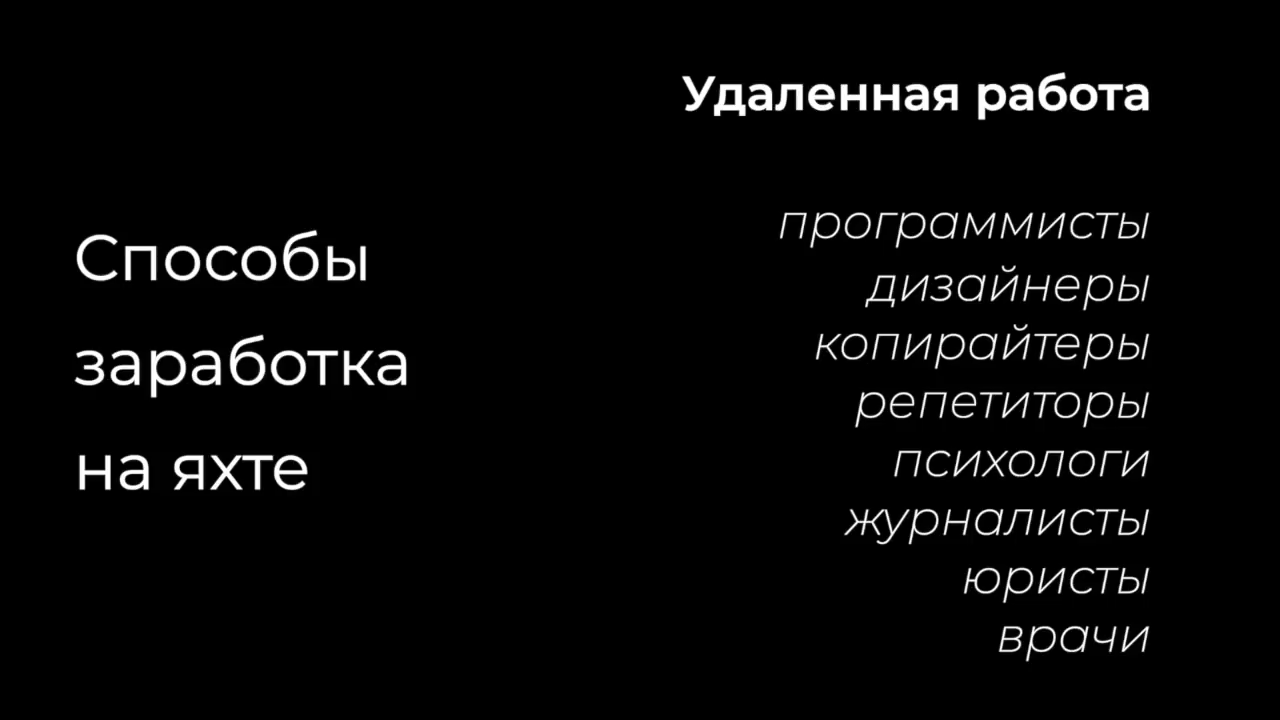 Способы
заработка
на яхте
Удаленная работа
программисты
дизайнеры
копирайтеры
репетиторы
психологи
журналисты
юристы
врачи